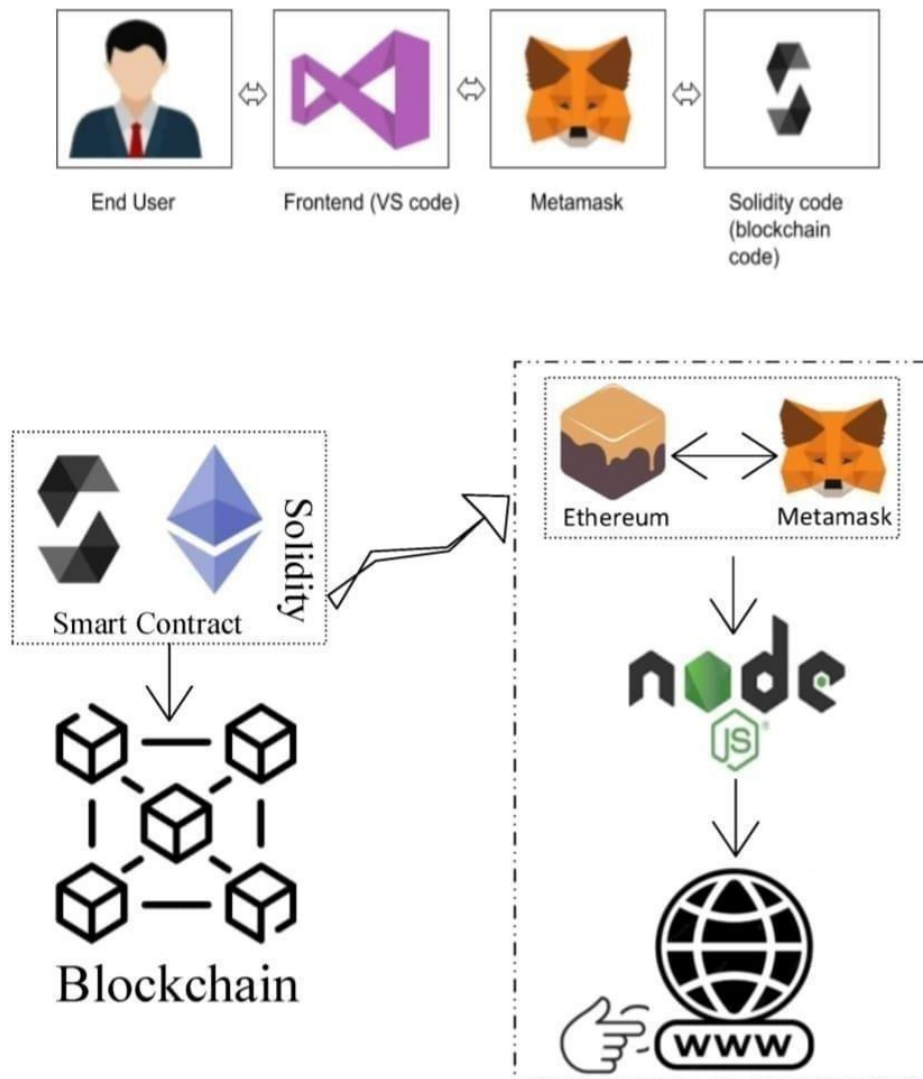 End User
Frontend (VS code)
Metamask
Solidity code
(blockchain
code)
Ethereum
Metamask
Solidity
Smart Contract
node
JS
®
Blockchain
WWW